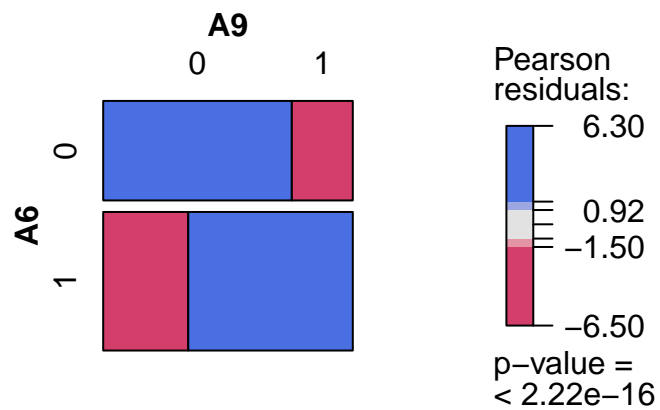 A9
0 1
A6
0
1
Pearson
residuals:
6.30
0.92
−1.50
−6.50
p−value =
< 2.22e−16